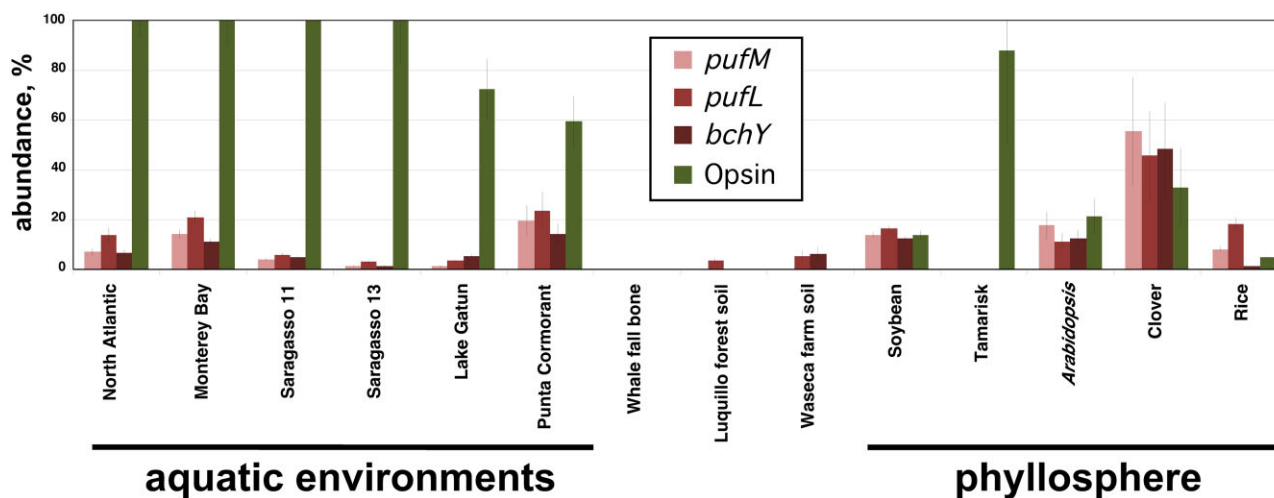 abundance, %
100
80
60
40
20
0
pufM
pufL
bchY
Opsin
North Atlantic
Monterey Bay
Saragasso 11
Saragasso 13
Lake Gatun
Punta Cormorant
Whale fall bone
Luquillo forest soil
Waseca farm soil
Soybean
Tamarisk
Arabidopsis
Clover
Rice
aquatic environments
phyllosphere